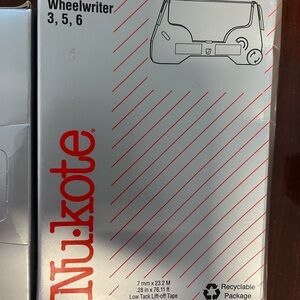 Wheelwriter
3, 5, 6
Nu·kote®
7 mm x 23.2 M
.28 in x 76.11 ft
Low Tack Lift-off Tape
Recyclable
Package